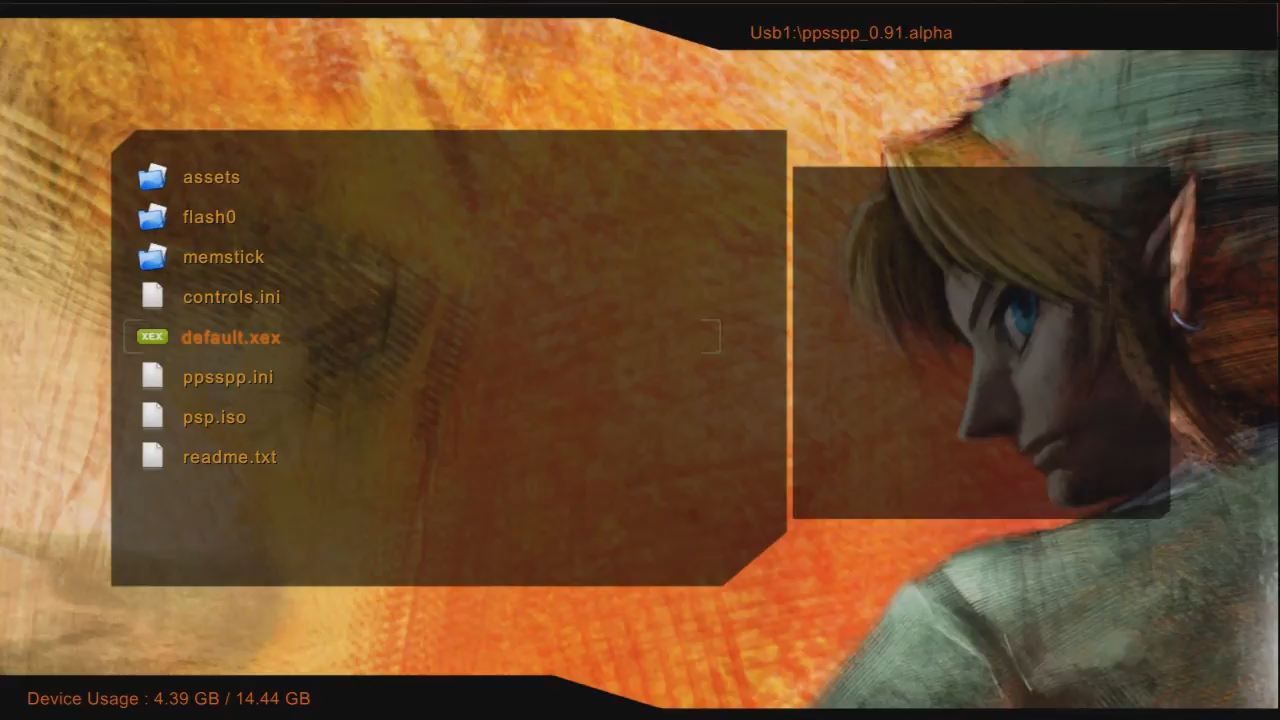 Usb1:\ppsspp_0.91.alpha
assets
flash0
memstick
controls.ini
XEX default.xex
ppsspp.ini
psp.iso
readme.txt
Device Usage : 4.39 GB / 14.44 GB